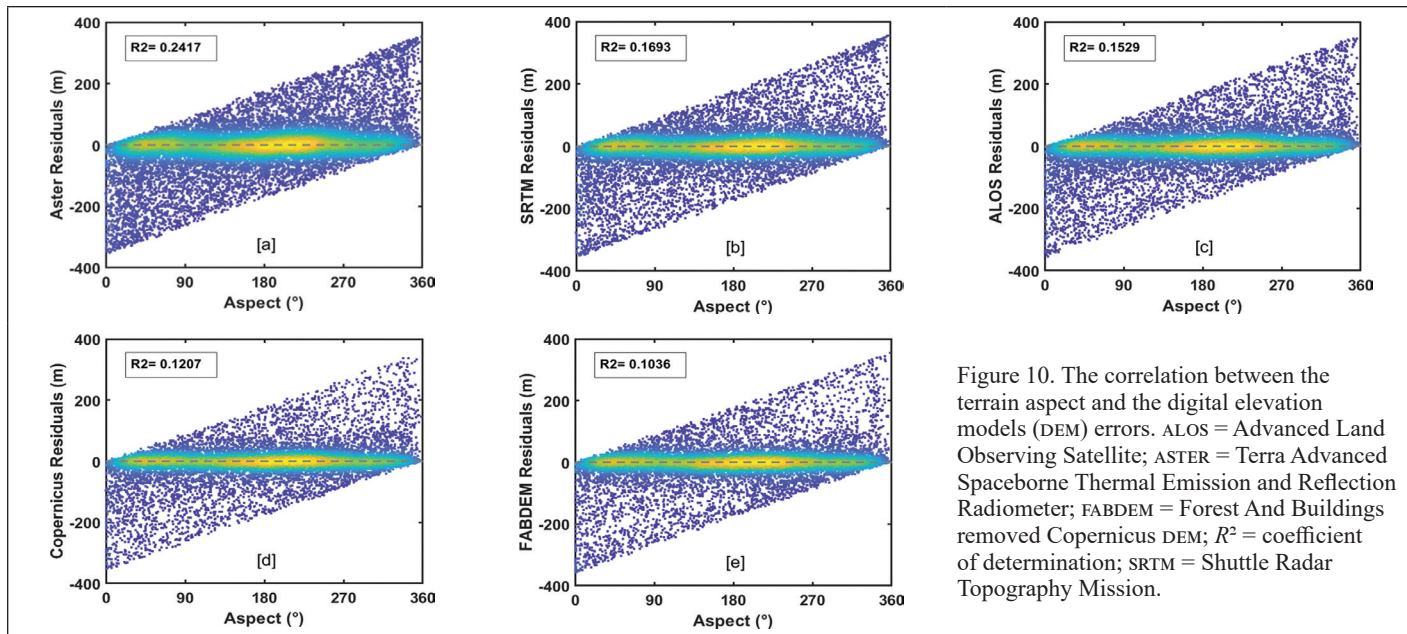 400
200
0
-200
-400
Aster Residuals (m)
R2= 0.2417
[a]
0 90 180 270 360
Aspect (°)
400
200
0
-200
-400
SRTM Residuals (m)
R2= 0.1693
[b]
0 90 180 270 360
Aspect (°)
400
200
0
-200
-400
ALOS Residuals (m)
R2= 0.1529
[c]
0 90 180 270 360
Aspect (°)
400
200
0
-200
-400
Copernicus Residuals (m)
R2= 0.1207
[d]
0 90 180 270 360
Aspect (°)
400
200
0
-200
-400
FABDEM Residuals (m)
R2= 0.1036
[e]
0 90 180 270 360
Aspect (°)
Figure 10. The correlation between the
terrain aspect and the digital elevation
models (DEM) errors. ALOS = Advanced Land
Observing Satellite; ASTER = Terra Advanced
Spaceborne Thermal Emission and Reflection
Radiometer; FABDEM = Forest And Buildings
removed Copernicus DEM; R² = coefficient
of determination; SRTM = Shuttle Radar
Topography Mission.